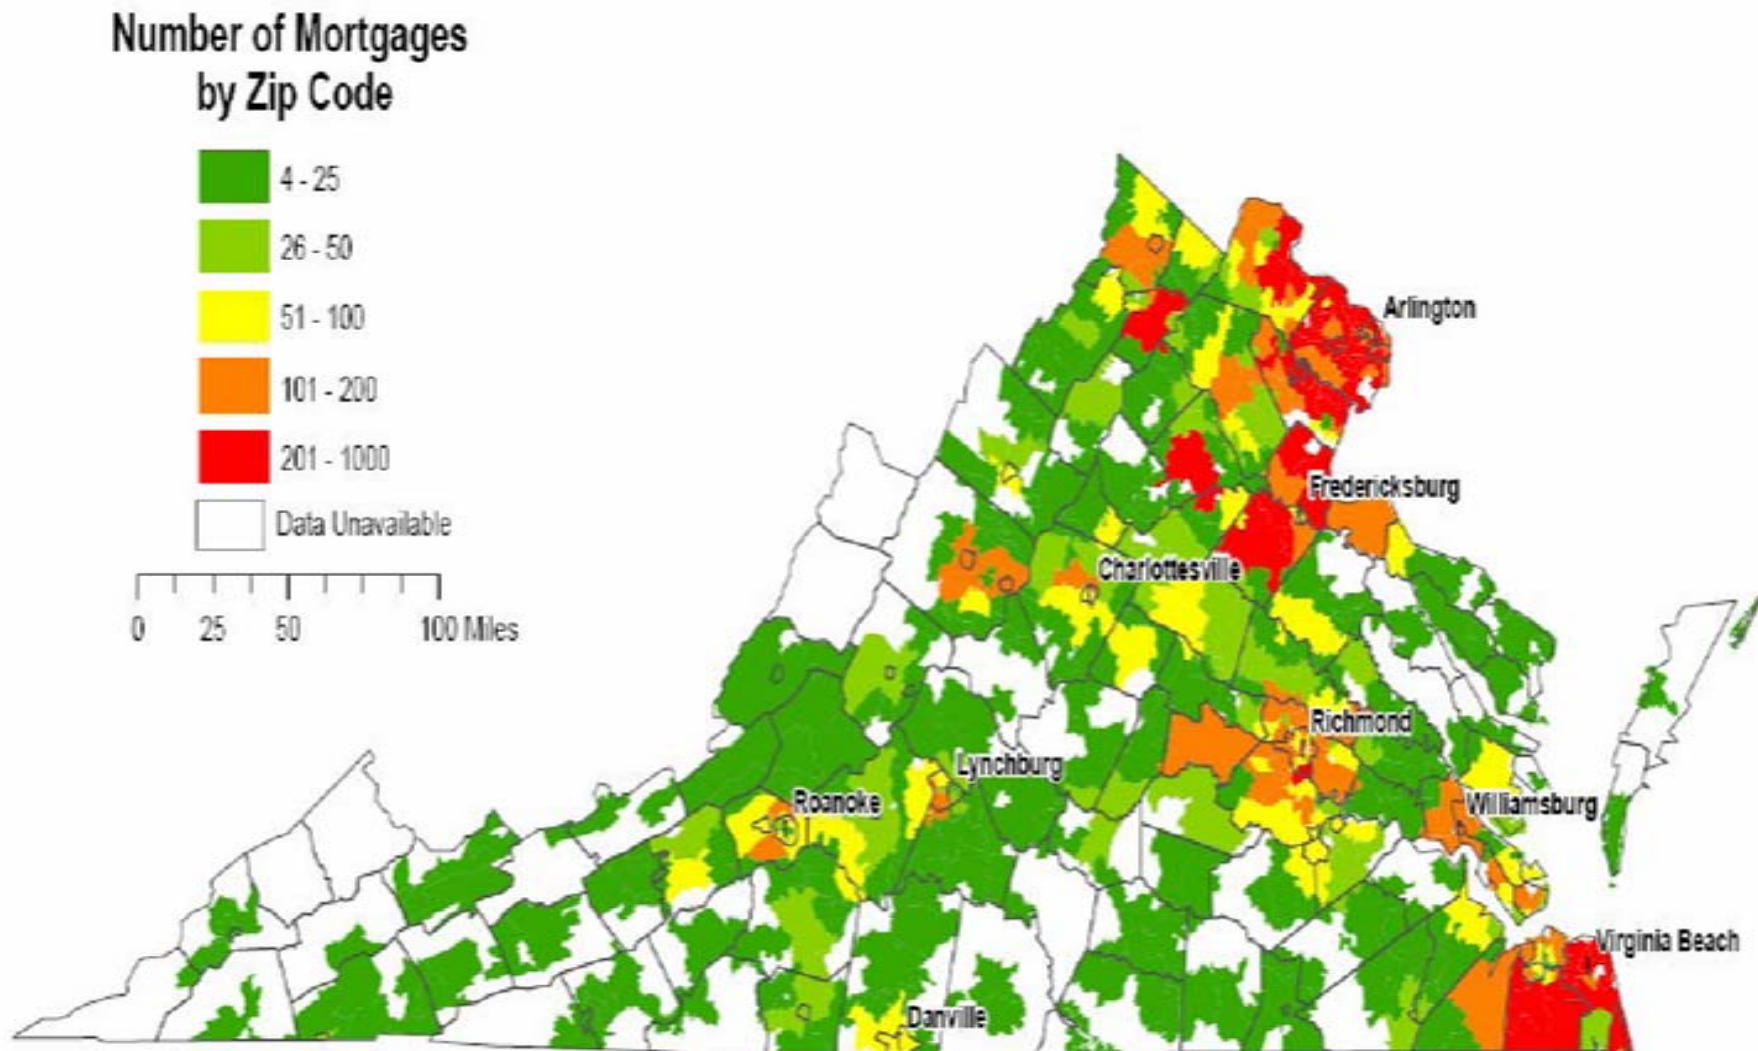 Number of Mortgages
by Zip Code
4 - 25
26 - 50
51 - 100
101 - 200
201 - 1000
Data Unavailable
0 25 50 100 Miles
Arlington
Fredericksburg
Charlottesville
Richmond
Lynchburg
Roanoke
Williamsburg
Virginia Beach
Danville